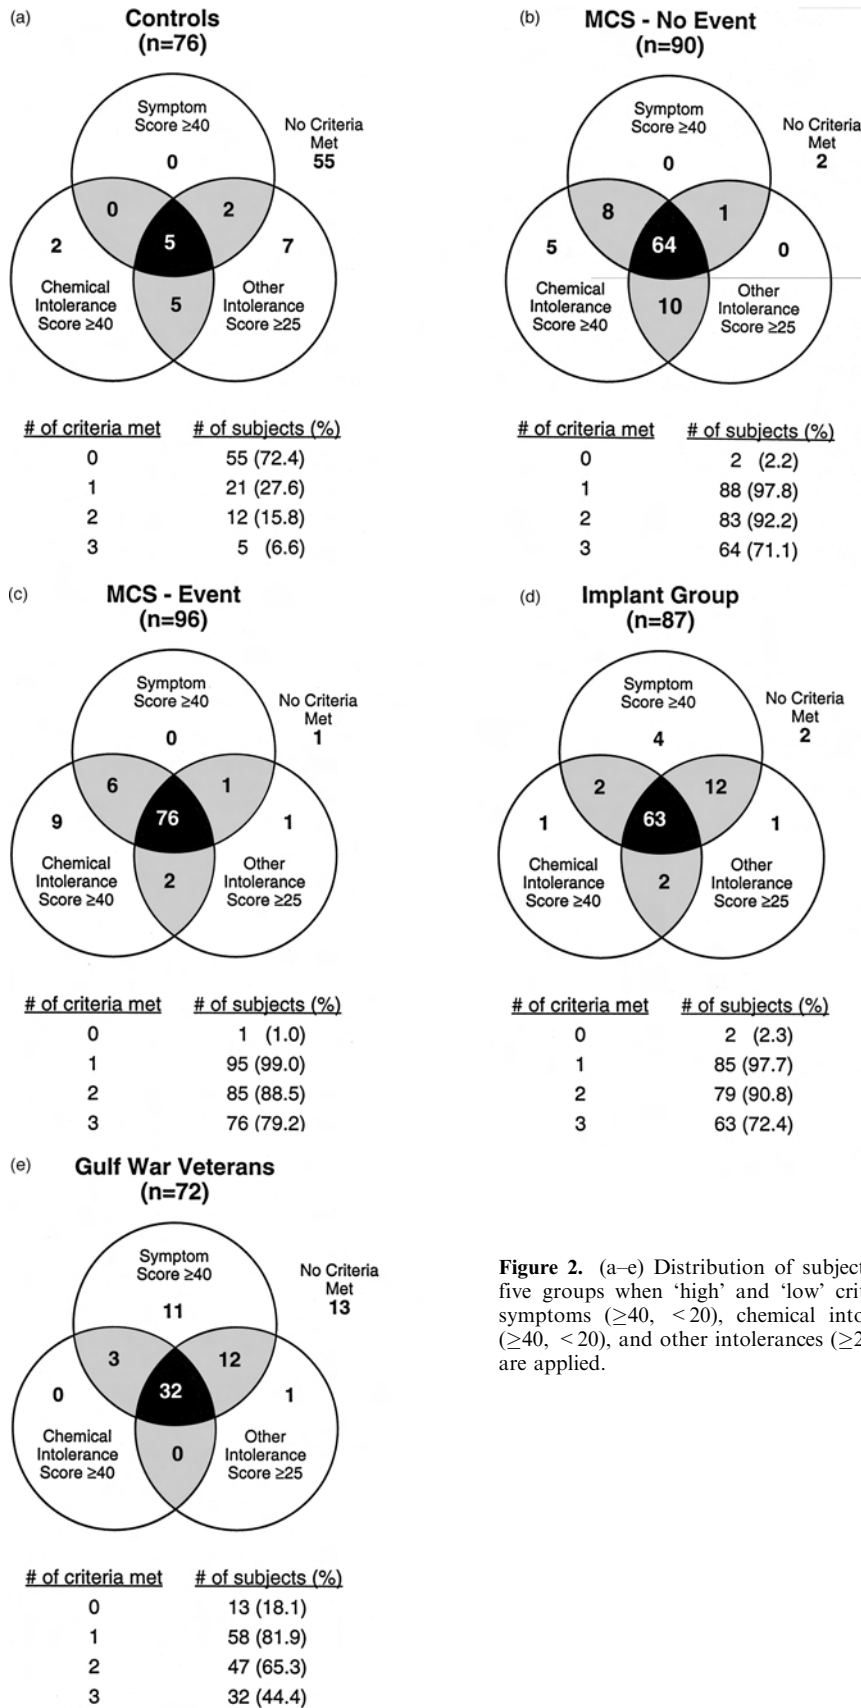 (a)
Controls
(n=76)
Symptom
Score ≥40
No Criteria
Met
55
0
0
2
5
2
7
Chemical
Intolerance
Score ≥40
5
Other
Intolerance
Score ≥25
# of criteria met # of subjects (%)
0 55 (72.4)
1 21 (27.6)
2 12 (15.8)
3 5 (6.6)
(b)
MCS - No Event
(n=90)
Symptom
Score ≥40
No Criteria
Met
2
0
8
1
64
5
0
Chemical
Intolerance
Score ≥40
10
Other
Intolerance
Score ≥25
# of criteria met # of subjects (%)
0 2 (2.2)
1 88 (97.8)
2 83 (92.2)
3 64 (71.1)
(c)
MCS - Event
(n=96)
Symptom
Score ≥40
No Criteria
Met
1
0
6
1
76
9
1
Chemical
Intolerance
Score ≥40
2
Other
Intolerance
Score ≥25
# of criteria met # of subjects (%)
0 1 (1.0)
1 95 (99.0)
2 85 (88.5)
3 76 (79.2)
(d)
Implant Group
(n=87)
Symptom
Score ≥40
No Criteria
Met
2
4
2
12
63
1
1
Chemical
Intolerance
Score ≥40
2
Other
Intolerance
Score ≥25
# of criteria met # of subjects (%)
0 2 (2.3)
1 85 (97.7)
2 79 (90.8)
3 63 (72.4)
(e)
Gulf War Veterans
(n=72)
Symptom
Score ≥40
No Criteria
Met
13
11
3
12
32
0
1
Chemical
Intolerance
Score ≥40
0
Other
Intolerance
Score ≥25
# of criteria met # of subjects (%)
0 13 (18.1)
1 58 (81.9)
2 47 (65.3)
3 32 (44.4)
Figure 2. (a–e) Distribution of subject
five groups when ‘high’ and ‘low’ crit
symptoms (≥40, <20), chemical into
(≥40, <20), and other intolerances (≥2
are applied.